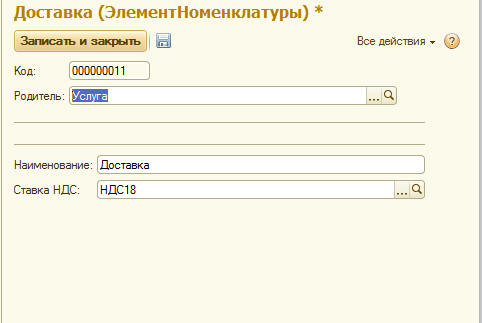 Доставка (ЭлементНоменклатуры) *
Записать и закрыть Все действия ?
Код: 000000011
Родитель: Услуга ...
Наименование: Доставка
Ставка НДС: НДС18 ...